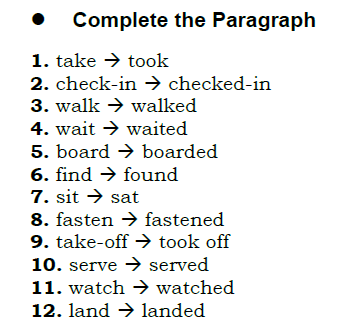 ● Complete the Paragraph
1. take → took
2. check-in → checked-in
3. walk → walked
4. wait → waited
5. board → boarded
6. find → found
7. sit → sat
8. fasten → fastened
9. take-off → took off
10. serve → served
11. watch → watched
12. land → landed